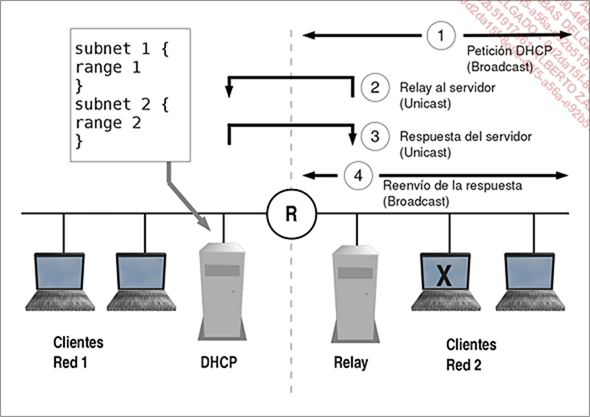 subnet 1 {
range 1
}
subnet 2 {
range 2
}
1
Petición DHCP
(Broadcast)
2
Relay al servidor
(Unicast)
3
Respuesta del servidor
(Unicast)
4
Reenvío de la respuesta
(Broadcast)
R
X
Clientes
Red 1
DHCP
Relay
Clientes
Red 2